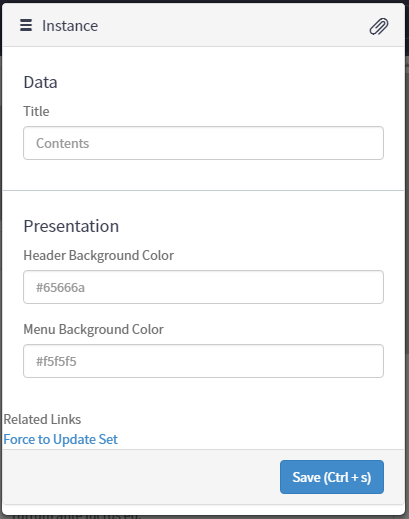 Instance
Data
Title
Contents
Presentation
Header Background Color
#65666a
Menu Background Color
#f5f5f5
Related Links
Force to Update Set
Save (Ctrl + s)